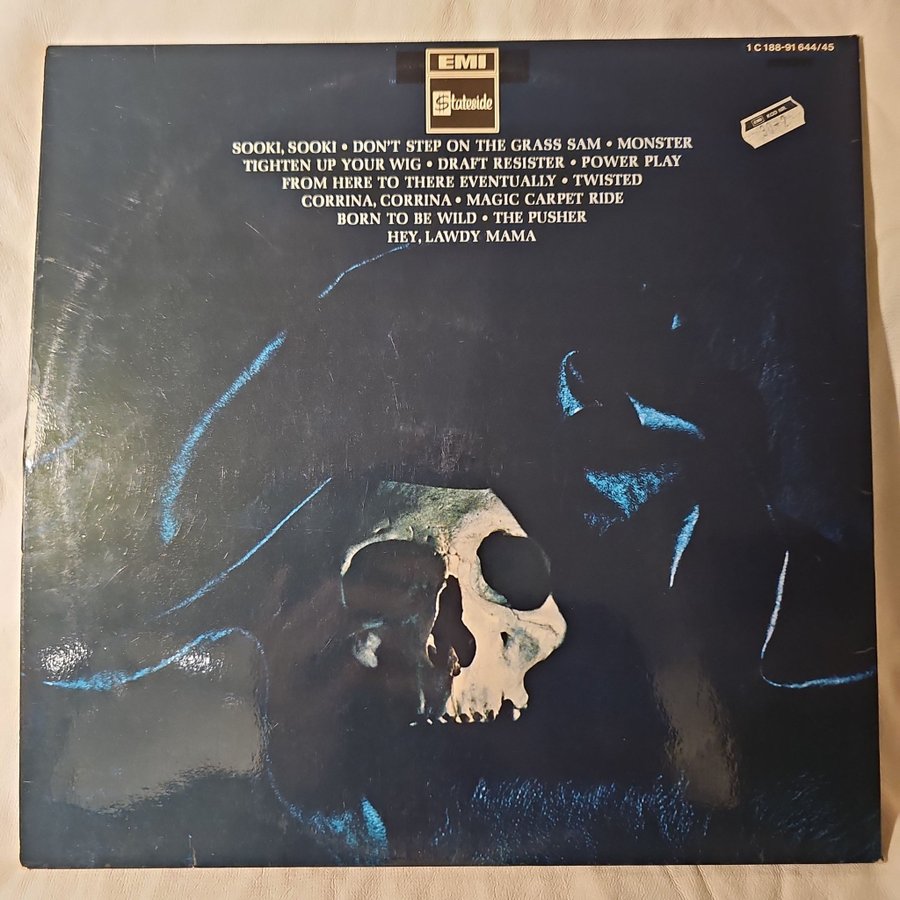 1 C 188-91 644/45
EMI
Stateside
SOOKI, SOOKI • DON'T STEP ON THE GRASS SAM • MONSTER
TIGHTEN UP YOUR WIG • DRAFT RESISTER • POWER PLAY
FROM HERE TO THERE EVENTUALLY • TWISTED
CORRINA, CORRINA • MAGIC CARPET RIDE
BORN TO BE WILD • THE PUSHER
HEY, LAWDY MAMA